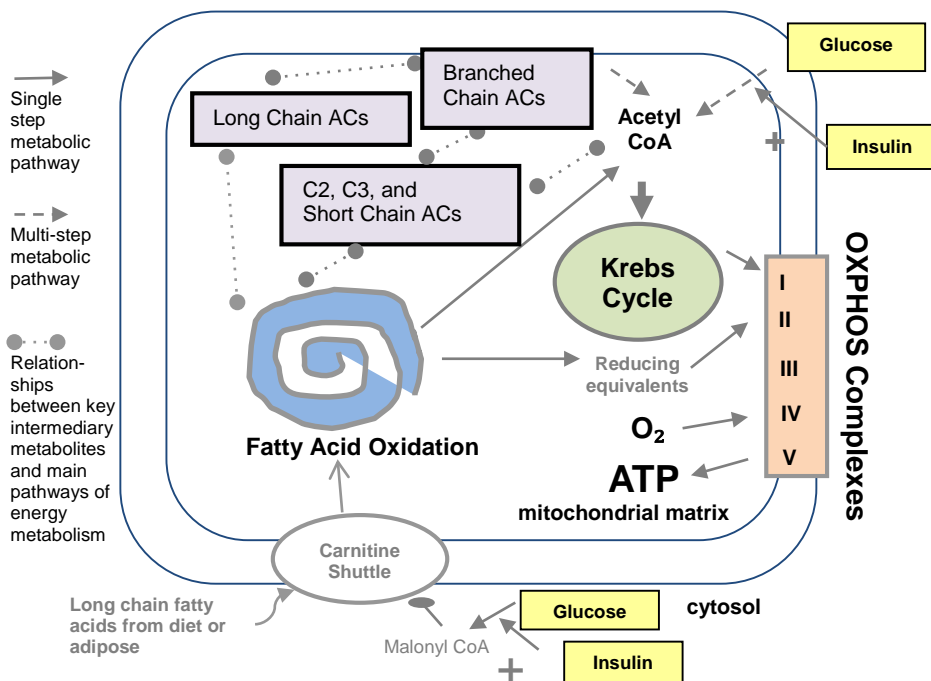 Single
step
metabolic
pathway
Multi-step
metabolic
pathway
Relation-
ships
between key
intermediary
metabolites
and main
pathways of
energy
metabolism
Branched
Chain ACs
Long Chain ACs
C2, C3, and
Short Chain ACs
Acetyl
CoA
Glucose
+
Insulin
Krebs
Cycle
Reducing
equivalents
Fatty Acid Oxidation
O₂
ATP
mitochondrial matrix
I
II
III
IV
V
OXPHOS Complexes
Carnitine
Shuttle
Long chain fatty
acids from diet or
adipose
Malonyl CoA
Glucose
cytosol
+
Insulin